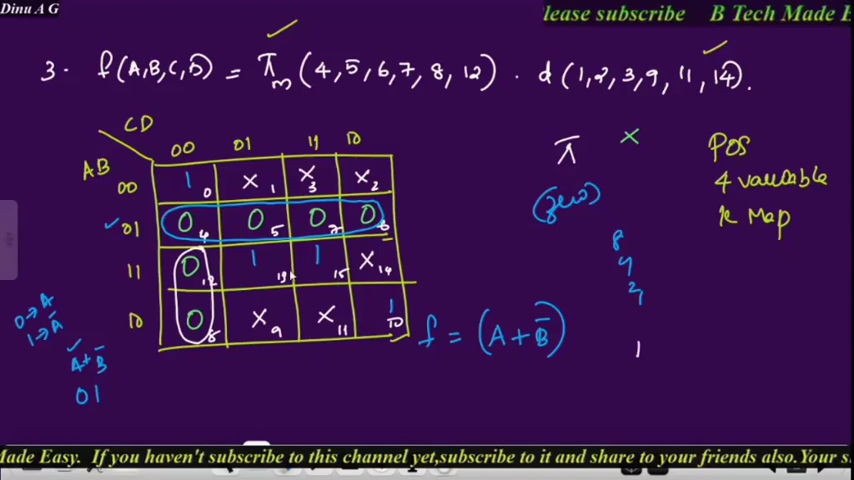 Dinu A G
lease subscribe B Tech Made E
3. f(A,B,C,D) = πm (4,5,6,7,8,12) . d(1,2,3,9,11,14).
CD
AB
00 01 11 10
00 1 0 X 1 X 3 X 2
01 0 4 0 5 0 7 0 6
11 0 12 1 13 1 15 X 14
10 0 8 X 9 X 11 1 10
π X
(zero)
POS
4 variable
K Map
8
4
2
1
0→A
1→A̅
A+B̅
01
f = (A+B̅)
Made Easy. If you haven't subscribe to this channel yet,subscribe to it and share to your friends also.Your s